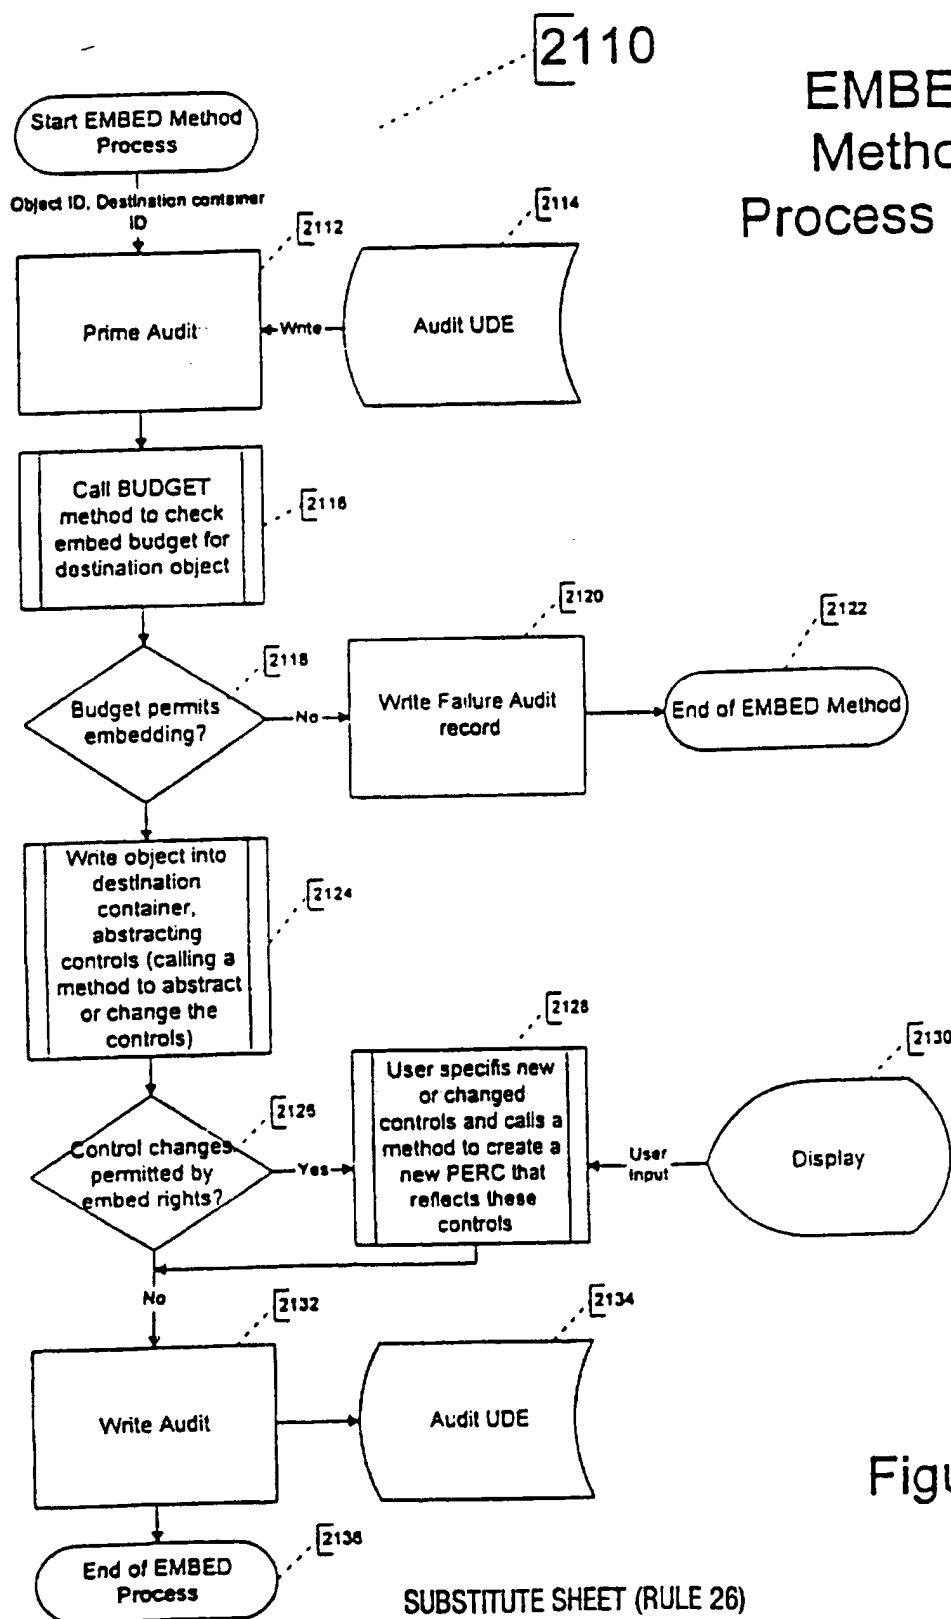 2110
EMBE
Metho
Process
Start EMBED Method
Process
Object ID, Destination container
ID
2112
2114
Prime Audit
Write
Audit UDE
Call BUDGET
method to check
embed budget for
destination object
2116
2118
Budget permits
embedding?
No
2120
Write Failure Audit
record
2122
End of EMBED Method
Write object into
destination
container,
abstracting
controls (calling a
method to abstract
or change the
controls)
2124
2126
Control changes
permitted by
embed rights?
Yes
2128
User specifis new
or changed
controls and calls a
method to create a
new PERC that
reflects these
controls
User
Input
2130
Display
No
2132
Write Audit
2134
Audit UDE
Figu
2136
End of EMBED
Process
SUBSTITUTE SHEET (RULE 26)